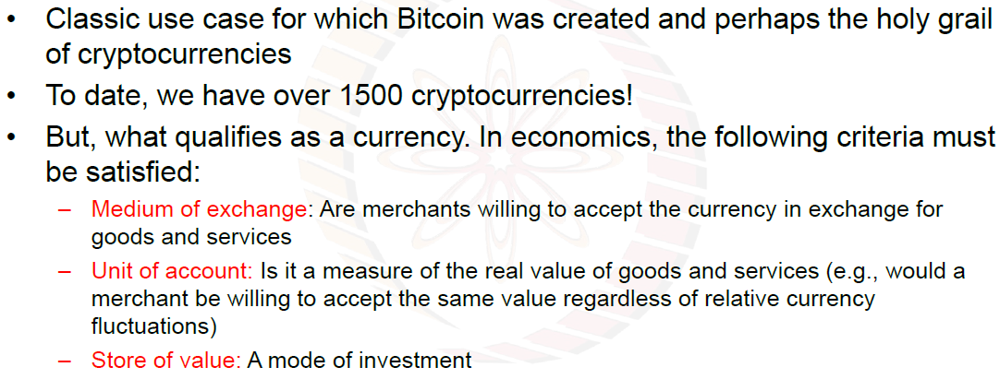 • Classic use case for which Bitcoin was created and perhaps the holy grail
of cryptocurrencies
• To date, we have over 1500 cryptocurrencies!
• But, what qualifies as a currency. In economics, the following criteria must
be satisfied:
– Medium of exchange: Are merchants willing to accept the currency in exchange for
goods and services
– Unit of account: Is it a measure of the real value of goods and services (e.g., would a
merchant be willing to accept the same value regardless of relative currency
fluctuations)
– Store of value: A mode of investment